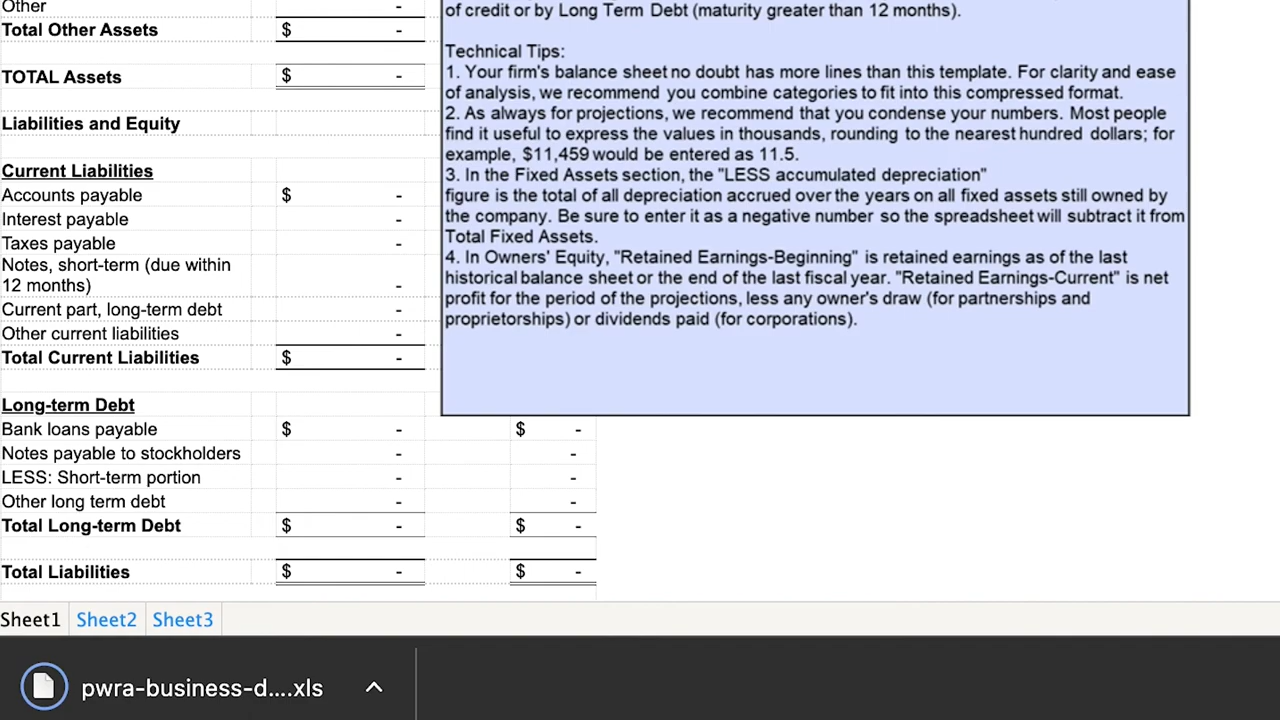 Other -
Total Other Assets $ -
TOTAL Assets $ -
Liabilities and Equity
Current Liabilities
Accounts payable $ -
Interest payable -
Taxes payable -
Notes, short-term (due within
12 months) -
Current part, long-term debt -
Other current liabilities -
Total Current Liabilities $ -
Long-term Debt
Bank loans payable $ - $ -
Notes payable to stockholders - -
LESS: Short-term portion - -
Other long term debt - -
Total Long-term Debt $ - $ -
Total Liabilities $ - $ -
of credit or by Long Term Debt (maturity greater than 12 months).
Technical Tips:
1. Your firm's balance sheet no doubt has more lines than this template. For clarity and ease
of analysis, we recommend you combine categories to fit into this compressed format.
2. As always for projections, we recommend that you condense your numbers. Most people
find it useful to express the values in thousands, rounding to the nearest hundred dollars; for
example, $11,459 would be entered as 11.5.
3. In the Fixed Assets section, the "LESS accumulated depreciation"
figure is the total of all depreciation accrued over the years on all fixed assets still owned by
the company. Be sure to enter it as a negative number so the spreadsheet will subtract it from
Total Fixed Assets.
4. In Owners' Equity, "Retained Earnings-Beginning" is retained earnings as of the last
historical balance sheet or the end of the last fiscal year. "Retained Earnings-Current" is net
profit for the period of the projections, less any owner's draw (for partnerships and
proprietorships) or dividends paid (for corporations).
Sheet1 Sheet2 Sheet3
pwra-business-d....xls